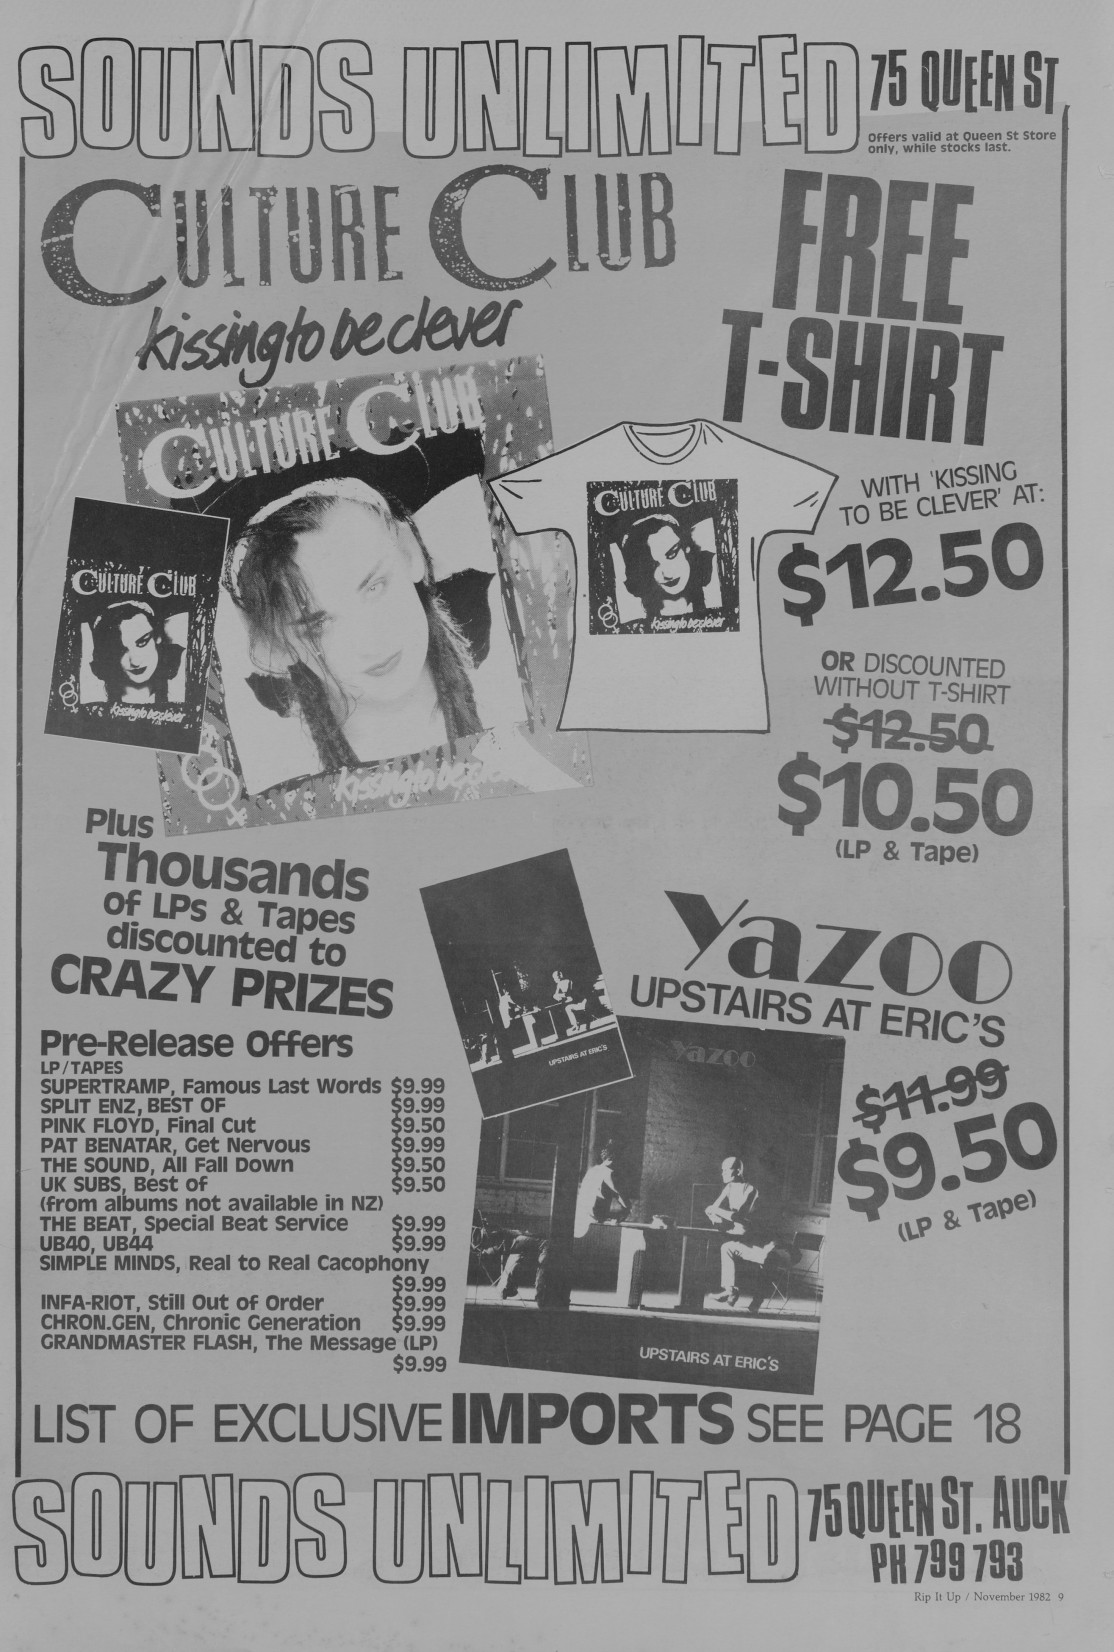 SOUNDS UNLIMITED
75 QUEEN ST
Offers valid at Queen St Store
only, while stocks last.
CULTURE CLUB
kissing to be clever
FREE
T-SHIRT
CULTURE CLUB
CULTURE CLUB
kissing to be clever
WITH 'KISSING
TO BE CLEVER' AT:
$12.50
CULTURE CLUB
kissing to be clever
kissing to be cle
OR DISCOUNTED
WITHOUT T-SHIRT
$12.50
$10.50
(LP & Tape)
Plus
Thousands
of LPs & Tapes
discounted to
CRAZY PRIZES
yazoo
UPSTAIRS AT ERIC'S
UPSTAIRS AT ERIC'S
yazoo
$11.99
$9.50
(LP & Tape)
UPSTAIRS AT ERIC'S
Pre-Release Offers
LP/TAPES
SUPERTRAMP, Famous Last Words $9.99
SPLIT ENZ, BEST OF $9.99
PINK FLOYD, Final Cut $9.50
PAT BENATAR, Get Nervous $9.99
THE SOUND, All Fall Down $9.50
UK SUBS, Best of $9.50
(from albums not available in NZ)
THE BEAT, Special Beat Service $9.99
UB40, UB44 $9.99
SIMPLE MINDS, Real to Real Cacophony
$9.99
INFA-RIOT, Still Out of Order $9.99
CHRON.GEN, Chronic Generation $9.99
GRANDMASTER FLASH, The Message (LP)
$9.99
LIST OF EXCLUSIVE IMPORTS SEE PAGE 18
SOUNDS UNLIMITED
75 QUEEN ST. AUCK
PH 799 793
Rip It Up / November 1982 9